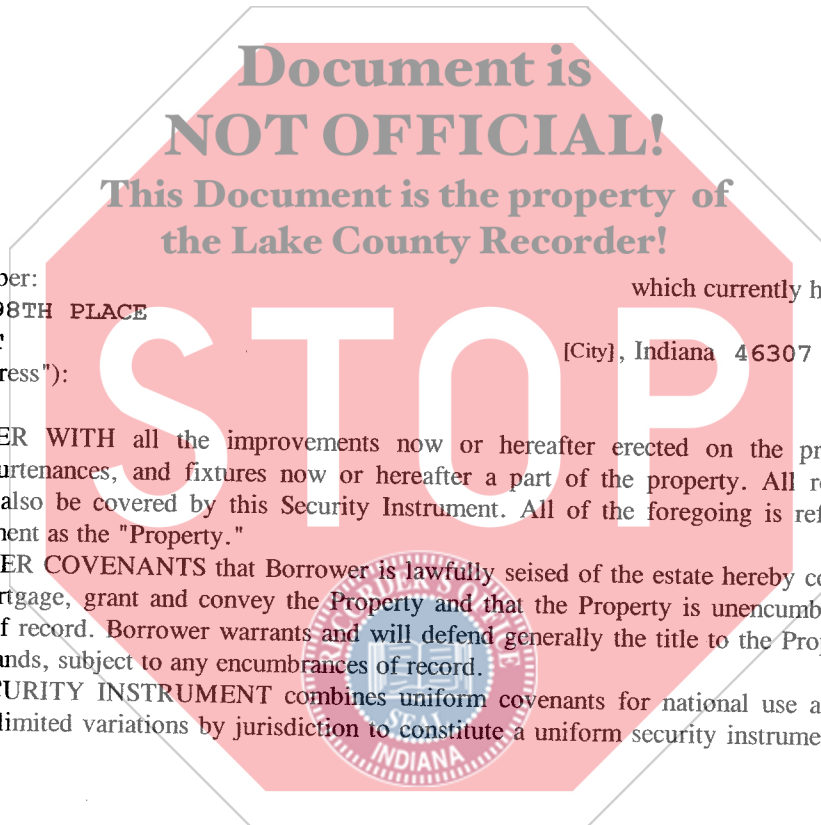 Document is
NOT OFFICIAL!
This Document is the property of
the Lake County Recorder!
ber:
which currently h
98TH PLACE
[City], Indiana 46307
ress"):
STOP
ER WITH all the improvements now or hereafter erected on the pr
urtenances, and fixtures now or hereafter a part of the property. All r
also be covered by this Security Instrument. All of the foregoing is ref
nent as the "Property."
ER COVENANTS that Borrower is lawfully seised of the estate hereby co
rtgage, grant and convey the Property and that the Property is unencumb
f record. Borrower warrants and will defend generally the title to the Prop
ands, subject to any encumbrances of record.
CURITY INSTRUMENT combines uniform covenants for national use a
limited variations by jurisdiction to constitute a uniform security instrume
RECORDER'S OFFICE
SEAL
INDIANA